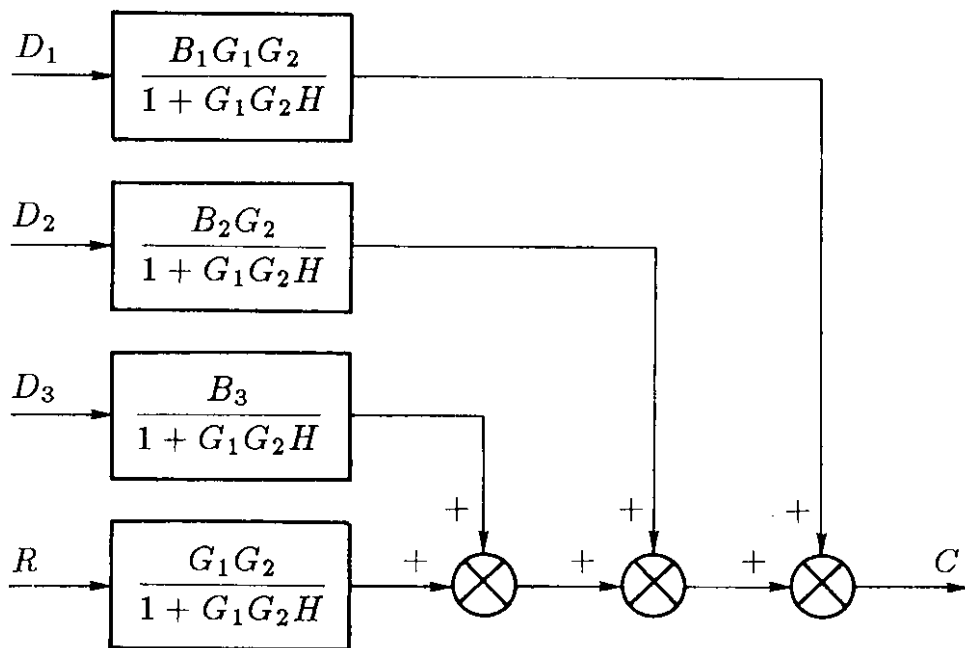 D₁
B₁G₁G₂
1 + G₁G₂H
D₂
B₂G₂
1 + G₁G₂H
D₃
B₃
1 + G₁G₂H
+ + +
R
G₁G₂
1 + G₁G₂H
+ + + C